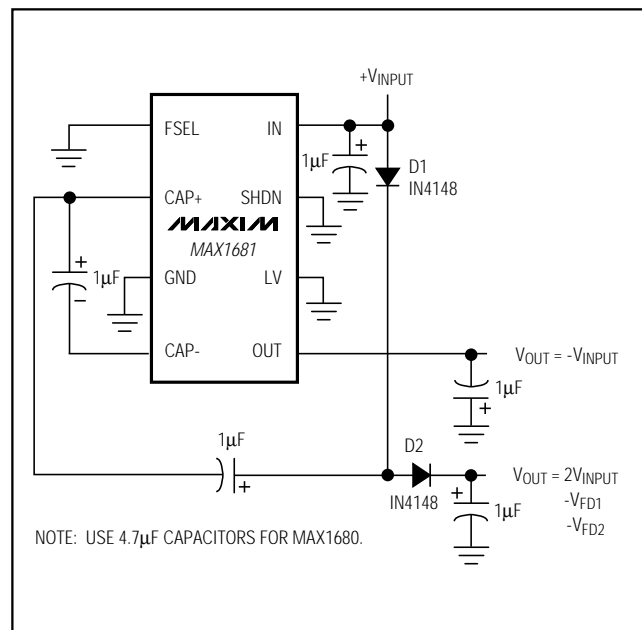 +VINPUT
FSEL IN
+
1µF
D1
IN4148
CAP+ SHDN
MAXIM
MAX1681
+
1µF
−
GND LV
CAP- OUT
VOUT = -VINPUT
1µF
+
1µF
+
D2
IN4148
+
1µF
VOUT = 2VINPUT
-VFD1
-VFD2
NOTE: USE 4.7µF CAPACITORS FOR MAX1680.